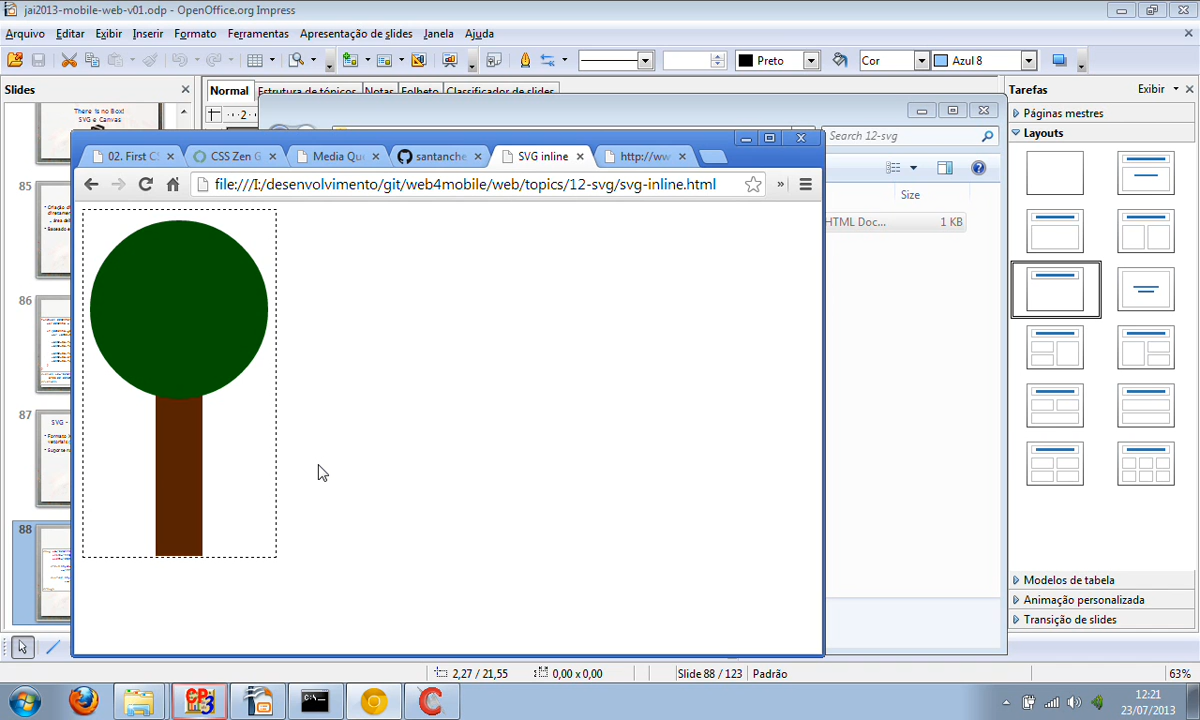 jai2013-mobile-web-v01.odp - OpenOffice.org Impress
Arquivo Editar Exibir Inserir Formato Ferramentas Apresentação de slides Janela Ajuda
Preto Cor Azul 8
Slides
Normal Estrutura de tópicos Notas Folheto Classificador de slides
Tarefas Exibir
2
Search 12-svg
Páginas mestres
Layouts
There is no Box!
SVG e Canvas
02. First CS
CSS Zen G
Media Que
santanche
SVG inline
http://ww
file:///I:/desenvolvimento/git/web4mobile/web/topics/12-svg/svg-inline.html
Size
HTML Doc... 1 KB
85
86
87
SVG -
88
Modelos de tabela
Animação personalizada
Transição de slides
2,27 / 21,55 0,00 x 0,00 Slide 88 / 123 Padrão 63%
12:21
23/07/2013